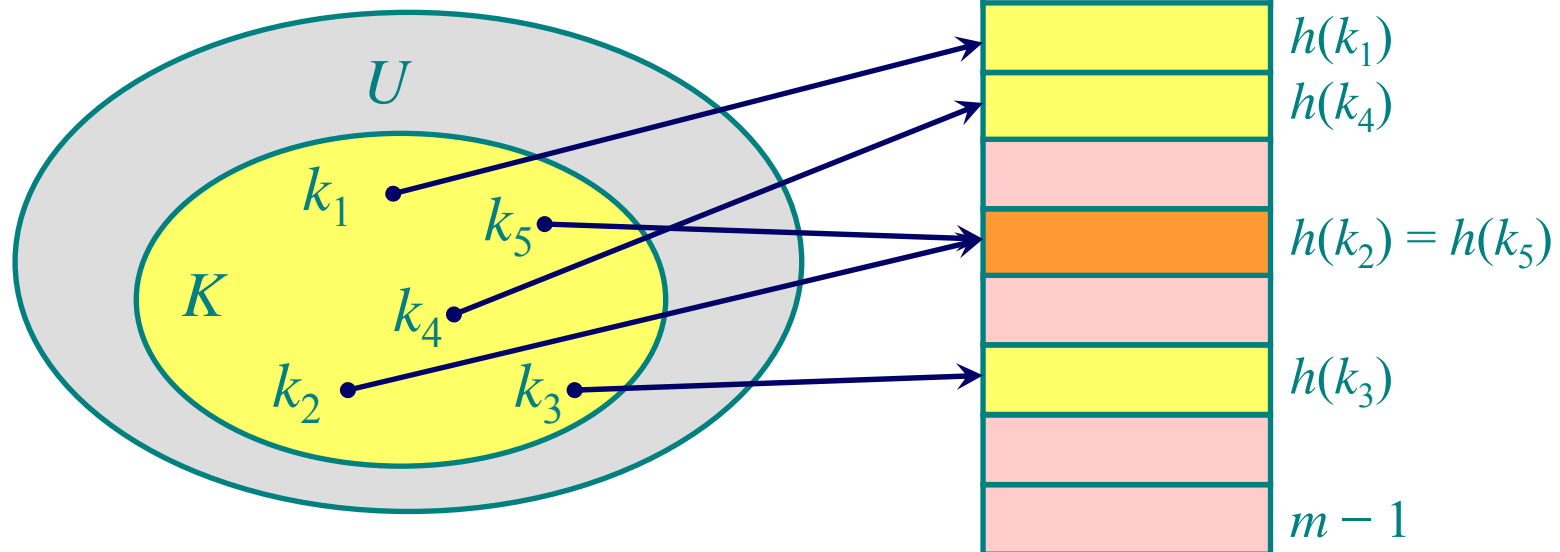 h(k₁)
U
h(k₄)
k₁
k₅
h(k₂) = h(k₅)
K
k₄
k₂
k₃
h(k₃)
m − 1